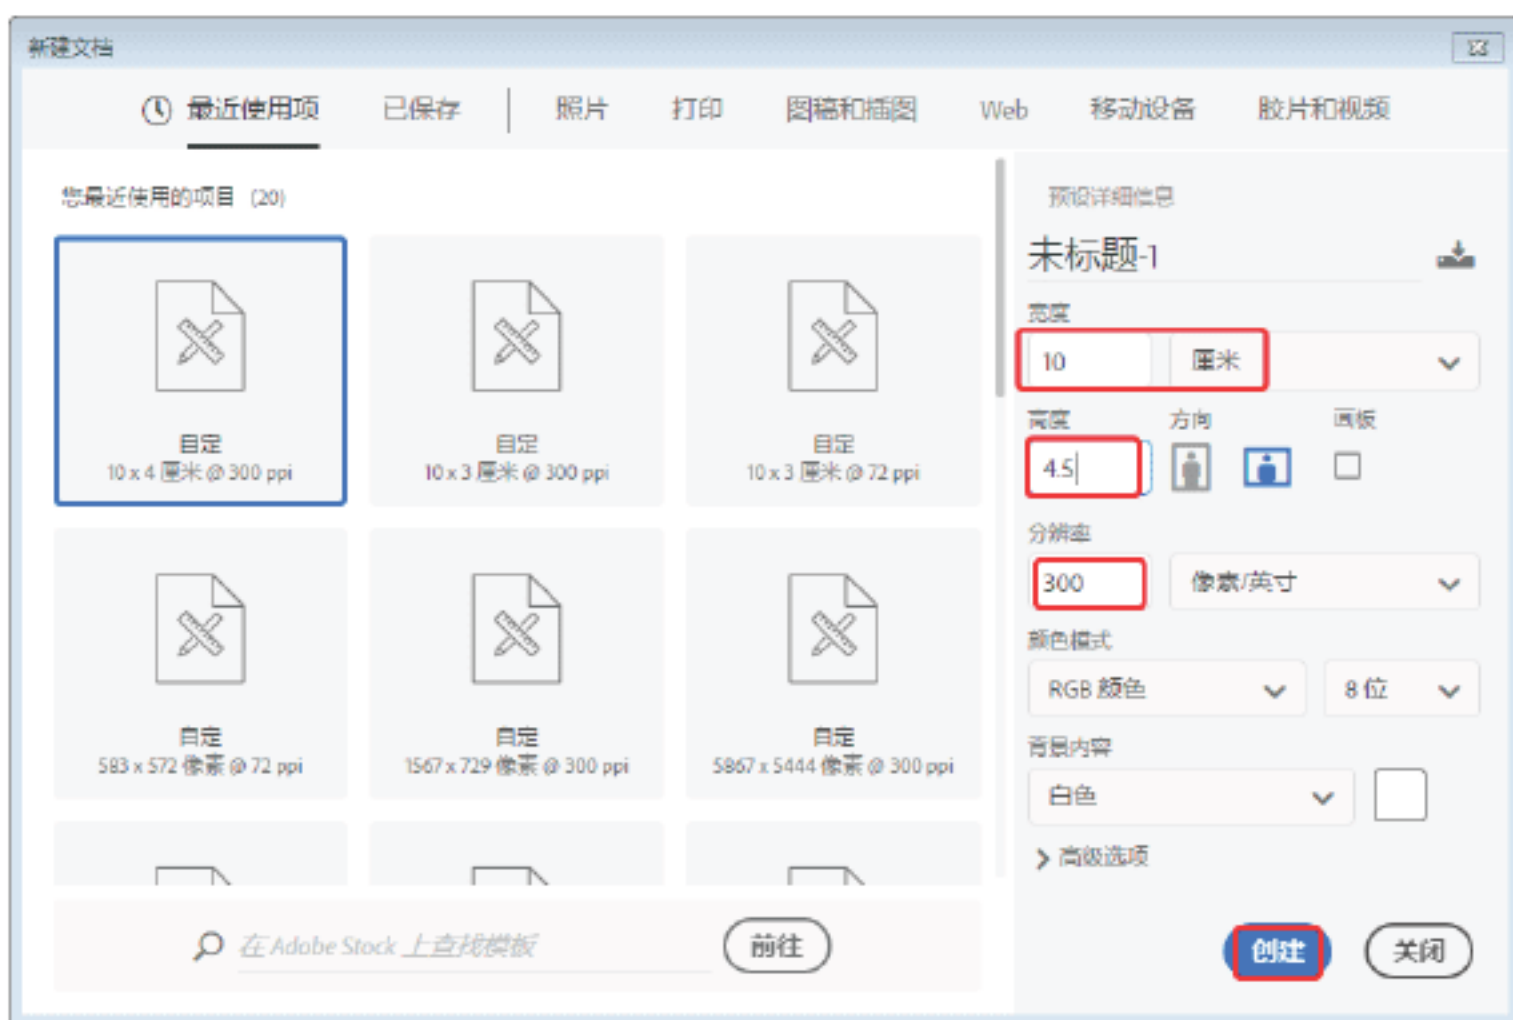 新建文档
最近使用项 已保存 照片 打印 图稿和插图 Web 移动设备 胶片和视频
您最近使用的项目 (20)
自定
10 x 4 厘米 @ 300 ppi
自定
10 x 3 厘米 @ 300 ppi
自定
10 x 3 厘米 @ 72 ppi
自定
583 x 572 像素 @ 72 ppi
自定
1567 x 729 像素 @ 300 ppi
自定
5867 x 5444 像素 @ 300 ppi
在 Adobe Stock 上查找模板
前往
预设详细信息
未标题-1
宽度
10 厘米
高度 方向 画板
4.5
分辨率
300 像素/英寸
颜色模式
RGB 颜色 8 位
背景内容
白色
高级选项
创建 关闭